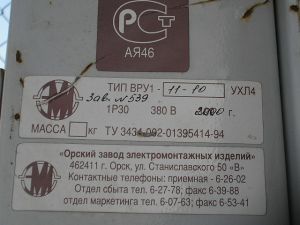 РСТ
АЯ46
ТИП ВРУ1 - 11-10 УХЛ4
Зав. №539
1Р30 380 В 2000 г.
МАССА кг ТУ 3434-002-01395414-94
«Орский завод электромонтажных изделий»
462411 г. Орск, ул. Станиславского 50 «В»
Контактные телефоны: приемная - 6-26-02
Отдел сбыта тел. 6-27-78; факс 6-39-88
отдел маркетинга тел. 6-07-63; факс 6-53-41